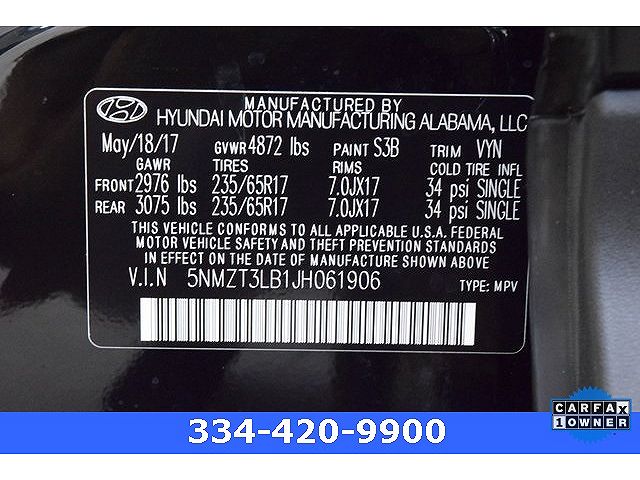 MANUFACTURED BY
HYUNDAI MOTOR MANUFACTURING ALABAMA, LLC
May/18/17 GVWR 4872 lbs PAINT S3B TRIM VYN
GAWR TIRES RIMS COLD TIRE INFL
FRONT 2976 lbs 235/65R17 7.0JX17 34 psi SINGLE
REAR 3075 lbs 235/65R17 7.0JX17 34 psi SINGLE
THIS VEHICLE CONFORMS TO ALL APPLICABLE U.S.A. FEDERAL
MOTOR VEHICLE SAFETY AND THEFT PREVENTION STANDARDS
IN EFFECT ON THE DATE OF MANUFACTURE SHOWN ABOVE.
V.I.N 5NMZT3LB1JH061906
TYPE: MPV
334-420-9900
CARFAX
1 OWNER